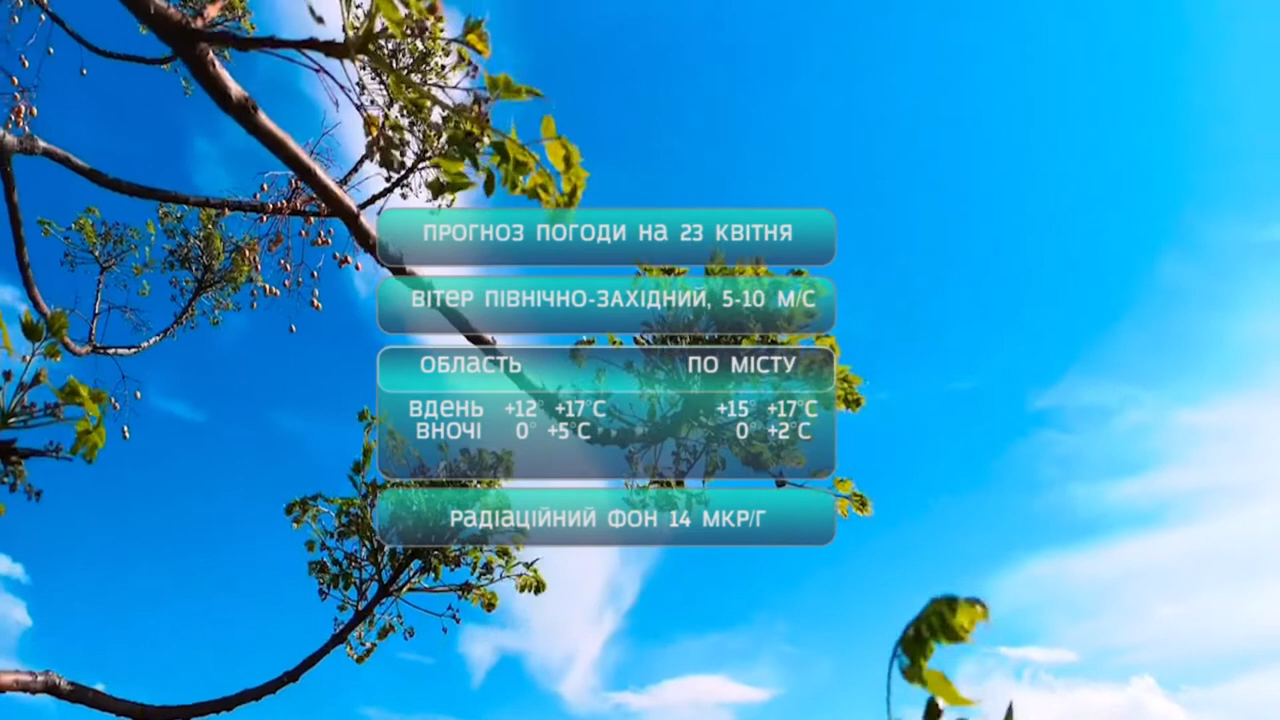 ПРОГНОЗ ПОГОДИ НА 23 КВІТНЯ
ВІТЕР ПІВНІЧНО-ЗАХІДНИЙ, 5-10 М/С
ОБЛАСТЬ ПО МІСТУ
ВДЕНЬ +12° +17°С +15° +17°С
ВНОЧІ 0° +5°С 0° +2°С
РАДІАЦІЙНИЙ ФОН 14 МКР/Г